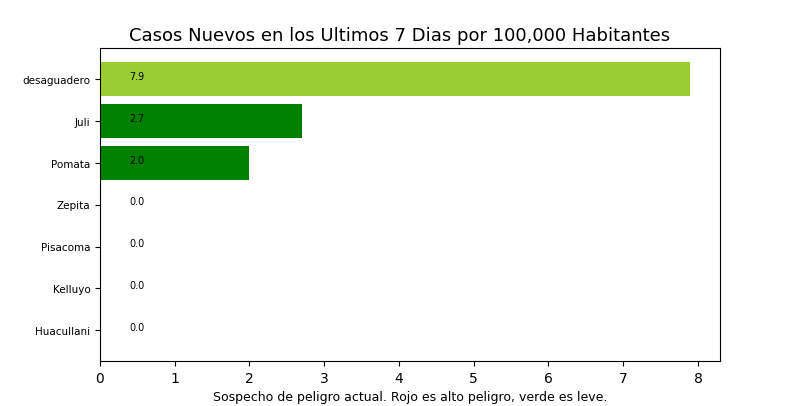 Casos Nuevos en los Ultimos 7 Dias por 100,000 Habitantes
desaguadero 7.9
Juli 2.7
Pomata 2.0
Zepita 0.0
Pisacoma 0.0
Kelluyo 0.0
Huacullani 0.0
0 1 2 3 4 5 6 7 8
Sospecho de peligro actual. Rojo es alto peligro, verde es leve.